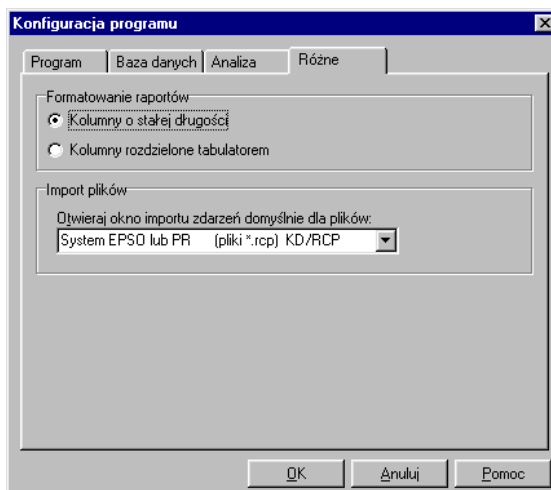 Konfiguracja programu
Program Baza danych Analiza Różne
Formatowanie raportów
Kolumny o stałej długości
Kolumny rozdzielone tabulatorem
Import plików
Otwieraj okno importu zdarzeń domyślnie dla plików:
System EPSO lub PR (pliki *.rcp) KD/RCP
OK Anuluj Pomoc